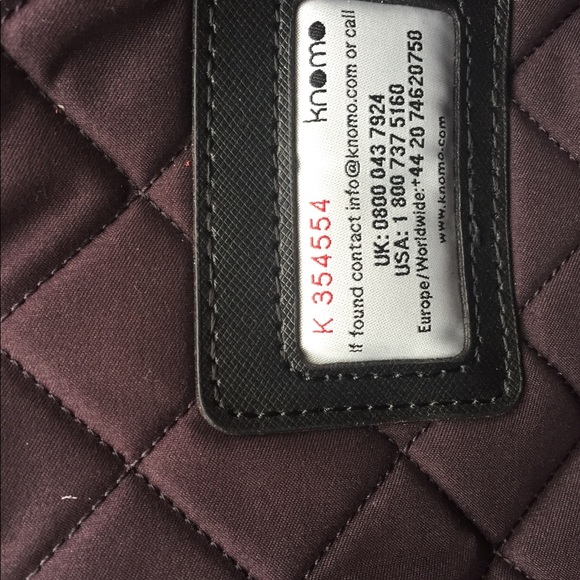 knomo
K 354554
If found contact info@knomo.com or call
UK: 0800 043 7924
USA: 1 800 737 5160
Europe/Worldwide:+44 20 74620750
www.knomo.com